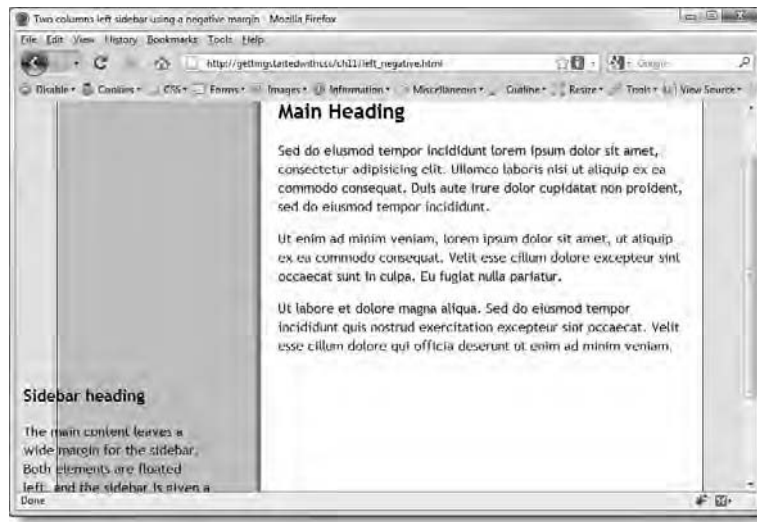 Two columns left sidebar using a negative margin - Mozilla Firefox
File Edit View History Bookmarks Tools Help
http://gettingstartedwithcss/ch11/left_negative.html
Google
Disable Cookies CSS Forms Images Information Miscellaneous Outline Resize Tools View Source
Main Heading
Sed do eiusmod tempor incididunt lorem ipsum dolor sit amet,
consectetur adipisicing elit. Ullamco laboris nisi ut aliquip ex ea
commodo consequat. Duis aute irure dolor cupidatat non proident,
sed do eiusmod tempor incididunt.
Ut enim ad minim veniam, lorem ipsum dolor sit amet, ut aliquip
ex ea commodo consequat. Velit esse cillum dolore excepteur sint
occaecat sunt in culpa. Eu fugiat nulla pariatur.
Ut labore et dolore magna aliqua. Sed do eiusmod tempor
incididunt quis nostrud exercitation excepteur sint occaecat. Velit
esse cillum dolore qui officia deserunt ut enim ad minim veniam.
Sidebar heading
The main content leaves a
wide margin for the sidebar.
Both elements are floated
left, and the sidebar is given a
Done